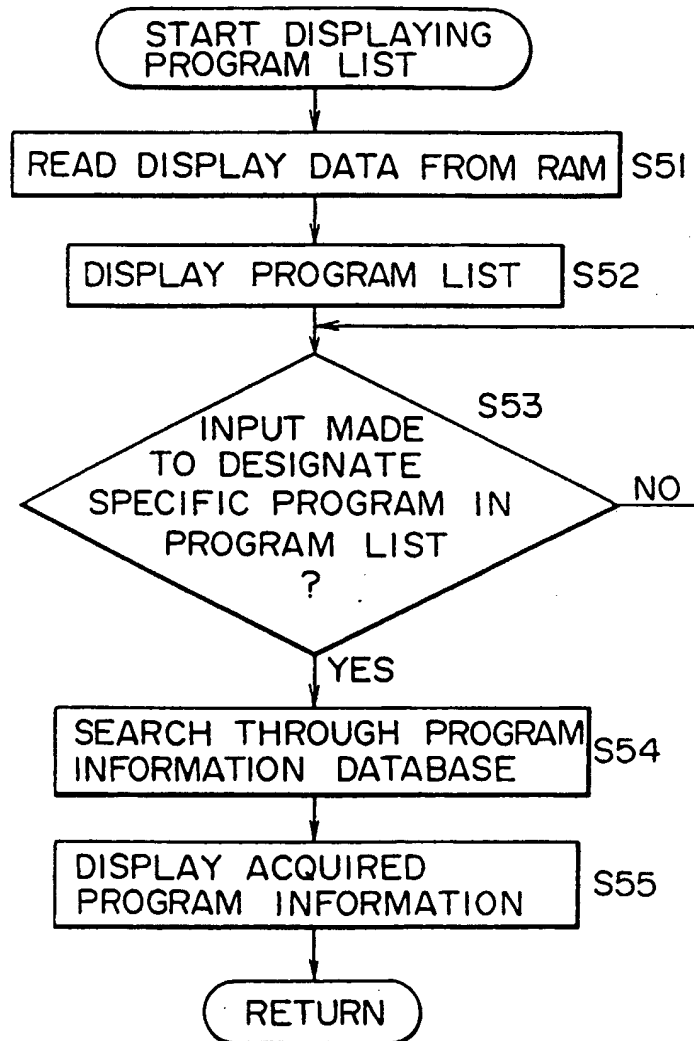 START DISPLAYING
PROGRAM LIST
READ DISPLAY DATA FROM RAM
S51
DISPLAY PROGRAM LIST
S52
S53
INPUT MADE
TO DESIGNATE
SPECIFIC PROGRAM IN
PROGRAM LIST
?
NO
YES
SEARCH THROUGH PROGRAM
INFORMATION DATABASE
S54
DISPLAY ACQUIRED
PROGRAM INFORMATION
S55
RETURN